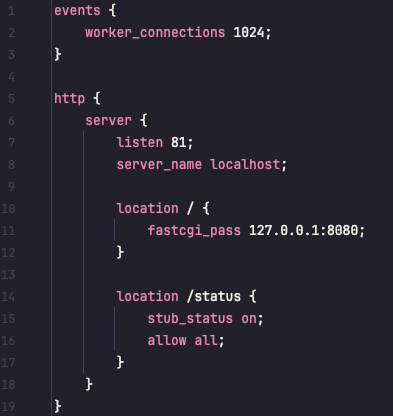 1 events {
2     worker_connections 1024;
3 }
4
5 http {
6     server {
7         listen 81;
8         server_name localhost;
9
10         location / {
11             fastcgi_pass 127.0.0.1:8080;
12         }
13
14         location /status {
15             stub_status on;
16             allow all;
17         }
18     }
19 }